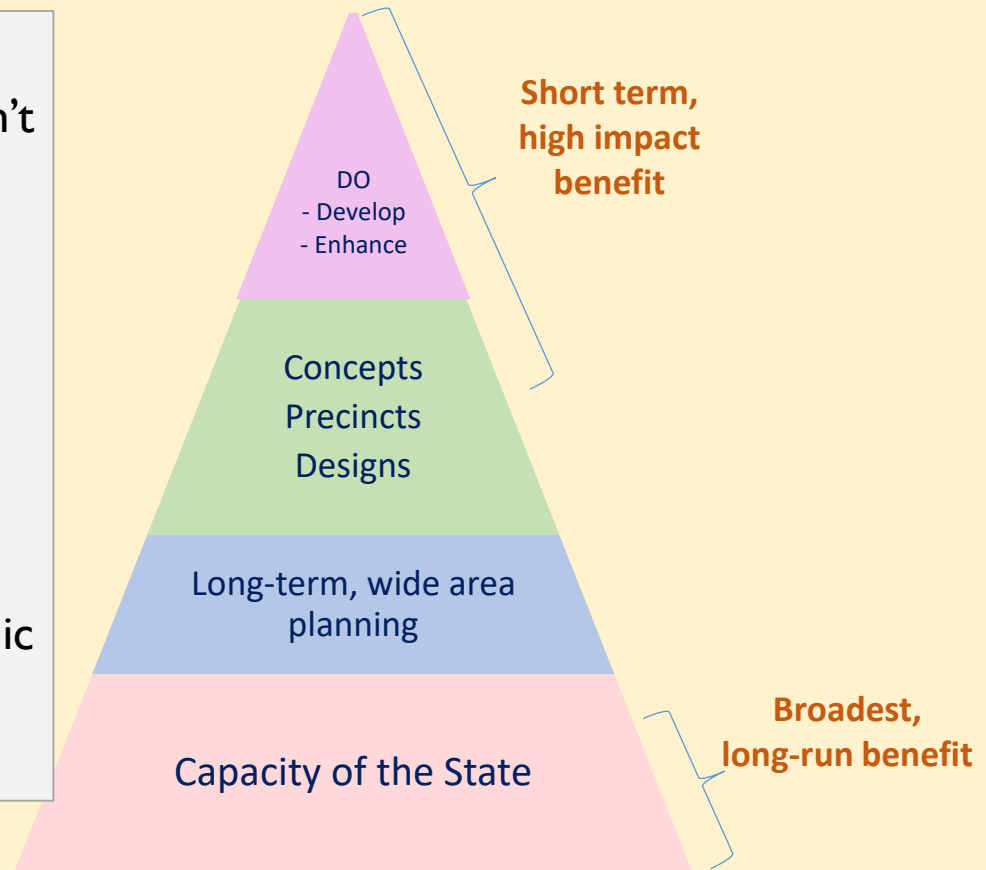 n't
ic
DO
- Develop
- Enhance
Concepts
Precincts
Designs
Long-term, wide area
planning
Capacity of the State
Short term,
high impact
benefit
Broadest,
long-run benefit